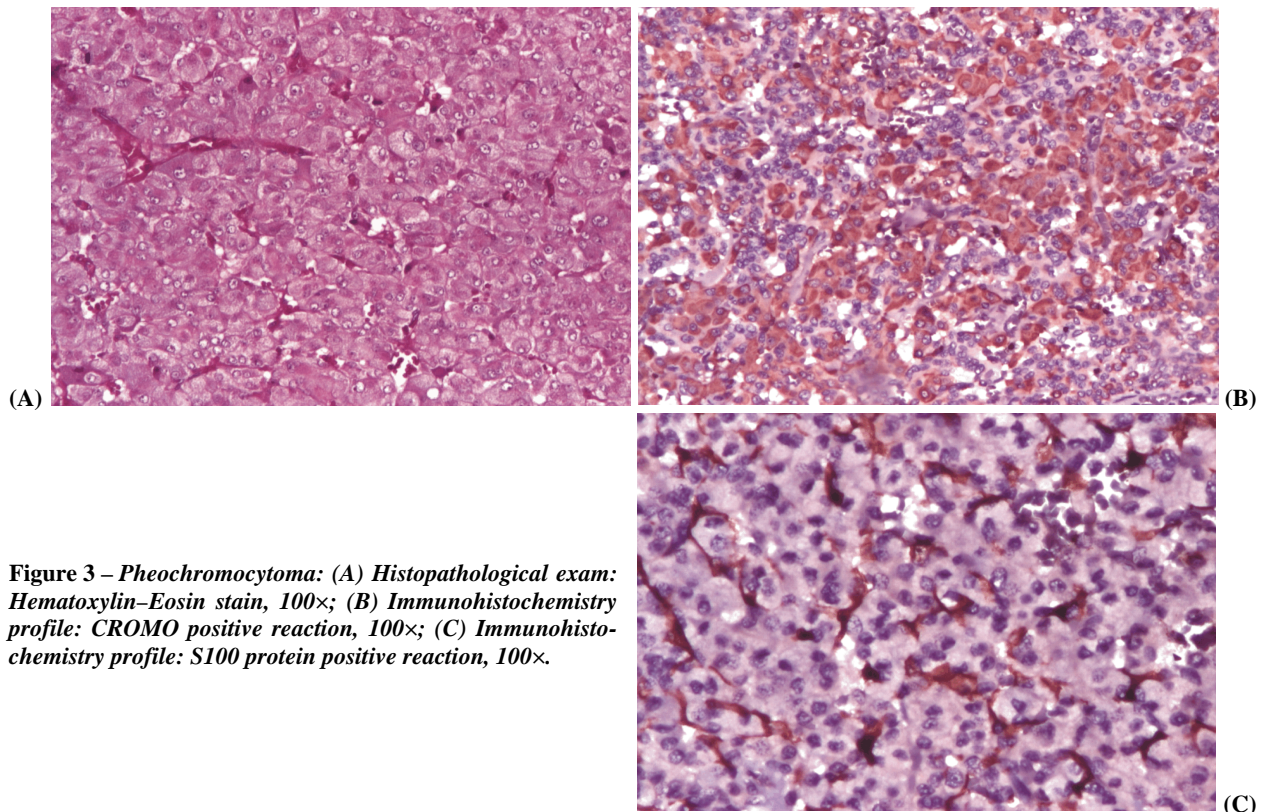 (A)
(B)
Figure 3 – Pheochromocytoma: (A) Histopathological exam:
Hematoxylin–Eosin stain, 100×; (B) Immunohistochemistry
profile: CROMO positive reaction, 100×; (C) Immunohisto-
chemistry profile: S100 protein positive reaction, 100×.
(C)